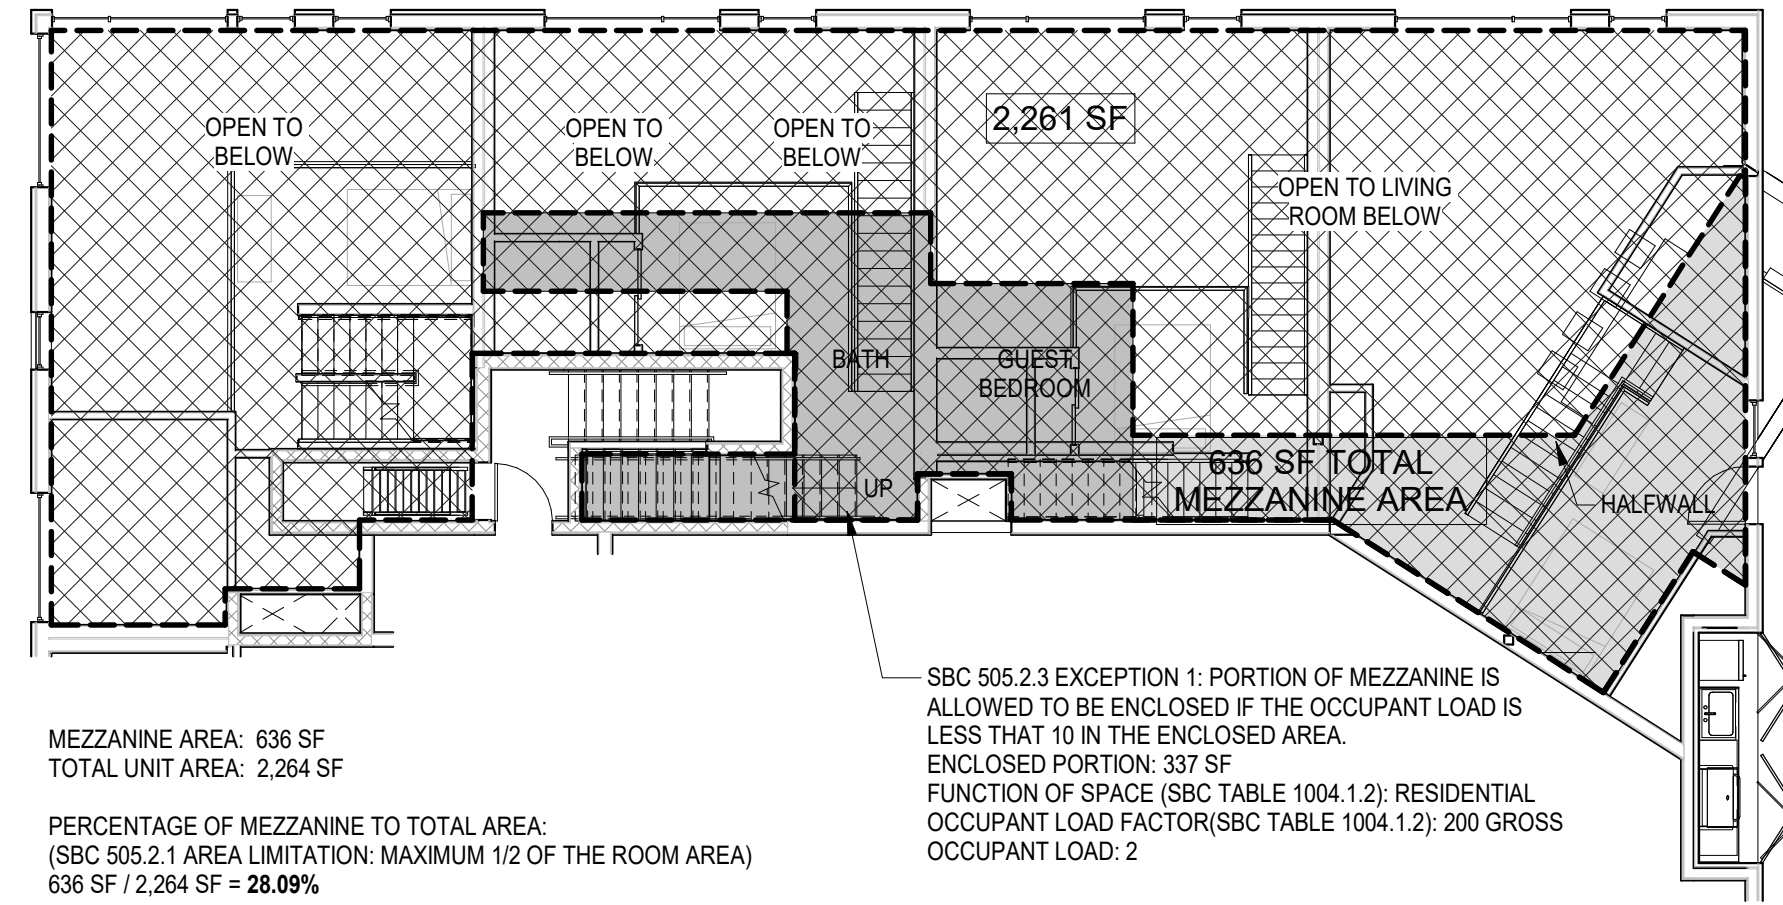 2,261 SF
OPEN TO
BELOW
OPEN TO
BELOW
OPEN TO
BELOW
OPEN TO LIVING
ROOM BELOW
BATH
GUEST
BEDROOM
636 SF TOTAL
MEZZANINE AREA
UP
HALFWALL
SBC 505.2.3 EXCEPTION 1: PORTION OF MEZZANINE IS
ALLOWED TO BE ENCLOSED IF THE OCCUPANT LOAD IS
LESS THAT 10 IN THE ENCLOSED AREA.
ENCLOSED PORTION: 337 SF
FUNCTION OF SPACE (SBC TABLE 1004.1.2): RESIDENTIAL
OCCUPANT LOAD FACTOR(SBC TABLE 1004.1.2): 200 GROSS
OCCUPANT LOAD: 2
MEZZANINE AREA: 636 SF
TOTAL UNIT AREA: 2,264 SF
PERCENTAGE OF MEZZANINE TO TOTAL AREA:
(SBC 505.2.1 AREA LIMITATION: MAXIMUM 1/2 OF THE ROOM AREA)
636 SF / 2,264 SF = 28.09%